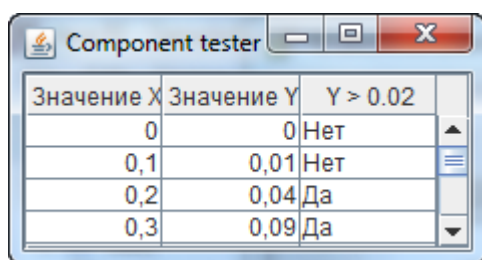 Component tester
Значение X Значение Y Y > 0.02
0 0 Нет
0,1 0,01 Нет
0,2 0,04 Да
0,3 0,09 Да